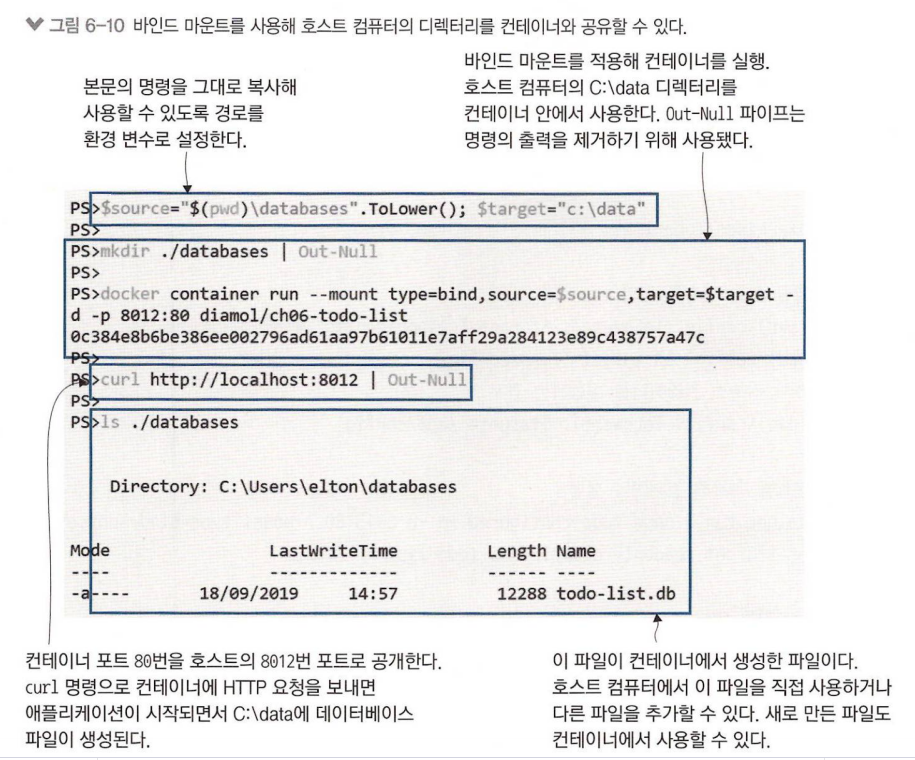 그림 6-10 바인드 마운트를 사용해 호스트 컴퓨터의 디렉터리를 컨테이너와 공유할 수 있다.
본문의 명령을 그대로 복사해
사용할 수 있도록 경로를
환경 변수로 설정한다.
바인드 마운트를 적용해 컨테이너를 실행.
호스트 컴퓨터의 C:\data 디렉터리를
컨테이너 안에서 사용한다. Out-Null 파이프는
명령의 출력을 제거하기 위해 사용됐다.
PS>$source="$(pwd)\databases".ToLower(); $target="c:\data"
PS>
PS>mkdir ./databases | Out-Null
PS>
PS>docker container run --mount type=bind,source=$source,target=$target -
d -p 8012:80 diamol/ch06-todo-list
0c384e8b6be386ee002796ad61aa97b61011e7aff29a284123e89c438757a47c
PS>
PS>curl http://localhost:8012 | Out-Null
PS>
PS>ls ./databases
Directory: C:\Users\elton\databases
Mode LastWriteTime Length Name
---- ------------- ------ ----
-a---- 18/09/2019 14:57 12288 todo-list.db
컨테이너 포트 80번을 호스트의 8012번 포트로 공개한다.
curl 명령으로 컨테이너에 HTTP 요청을 보내면
애플리케이션이 시작되면서 C:\data에 데이터베이스
파일이 생성된다.
이 파일이 컨테이너에서 생성한 파일이다.
호스트 컴퓨터에서 이 파일을 직접 사용하거나
다른 파일을 추가할 수 있다. 새로 만든 파일도
컨테이너에서 사용할 수 있다.